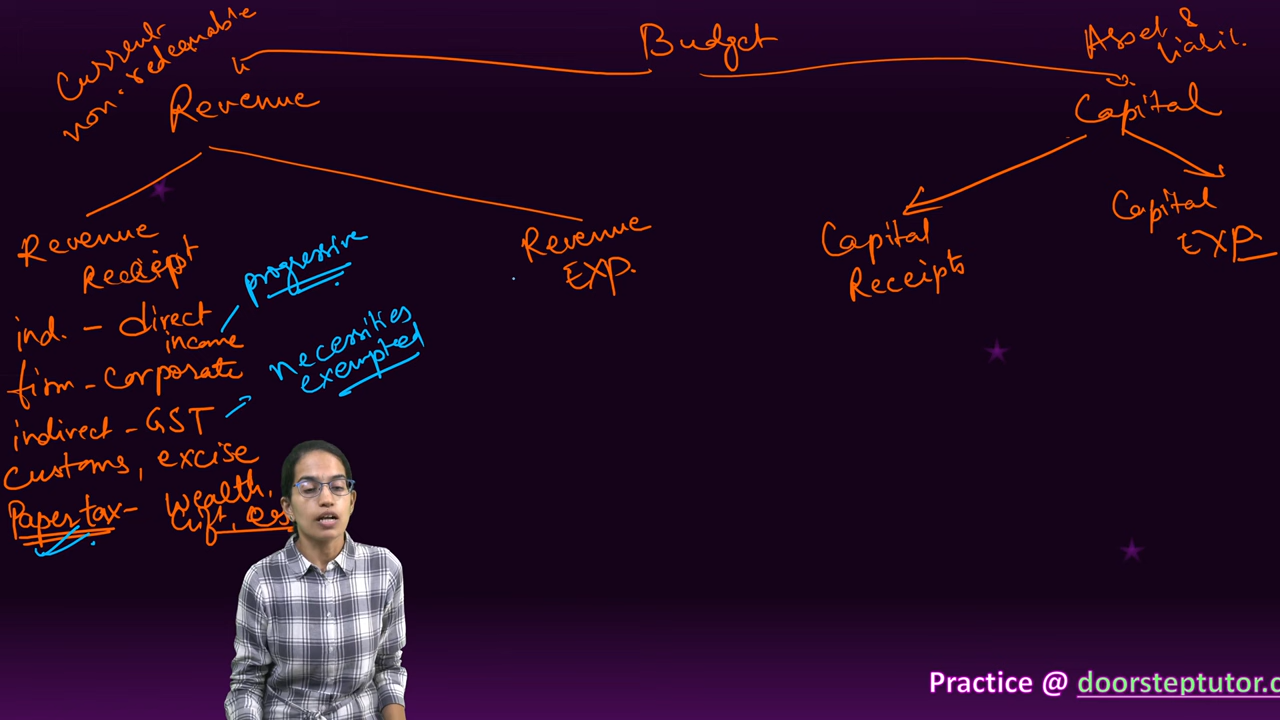 Budget
Current
non-redeemable
Revenue
Asset &
liabil.
Capital
Revenue
Receipt
Revenue
EXP.
Capital
Receipts
Capital
EXP.
progressive
ind. - direct
income
firm - corporate
necessities
exempted
indirect - GST
Customs, excise
Paper tax - Wealth,
Gift,
Practice @ doorsteptutor.c